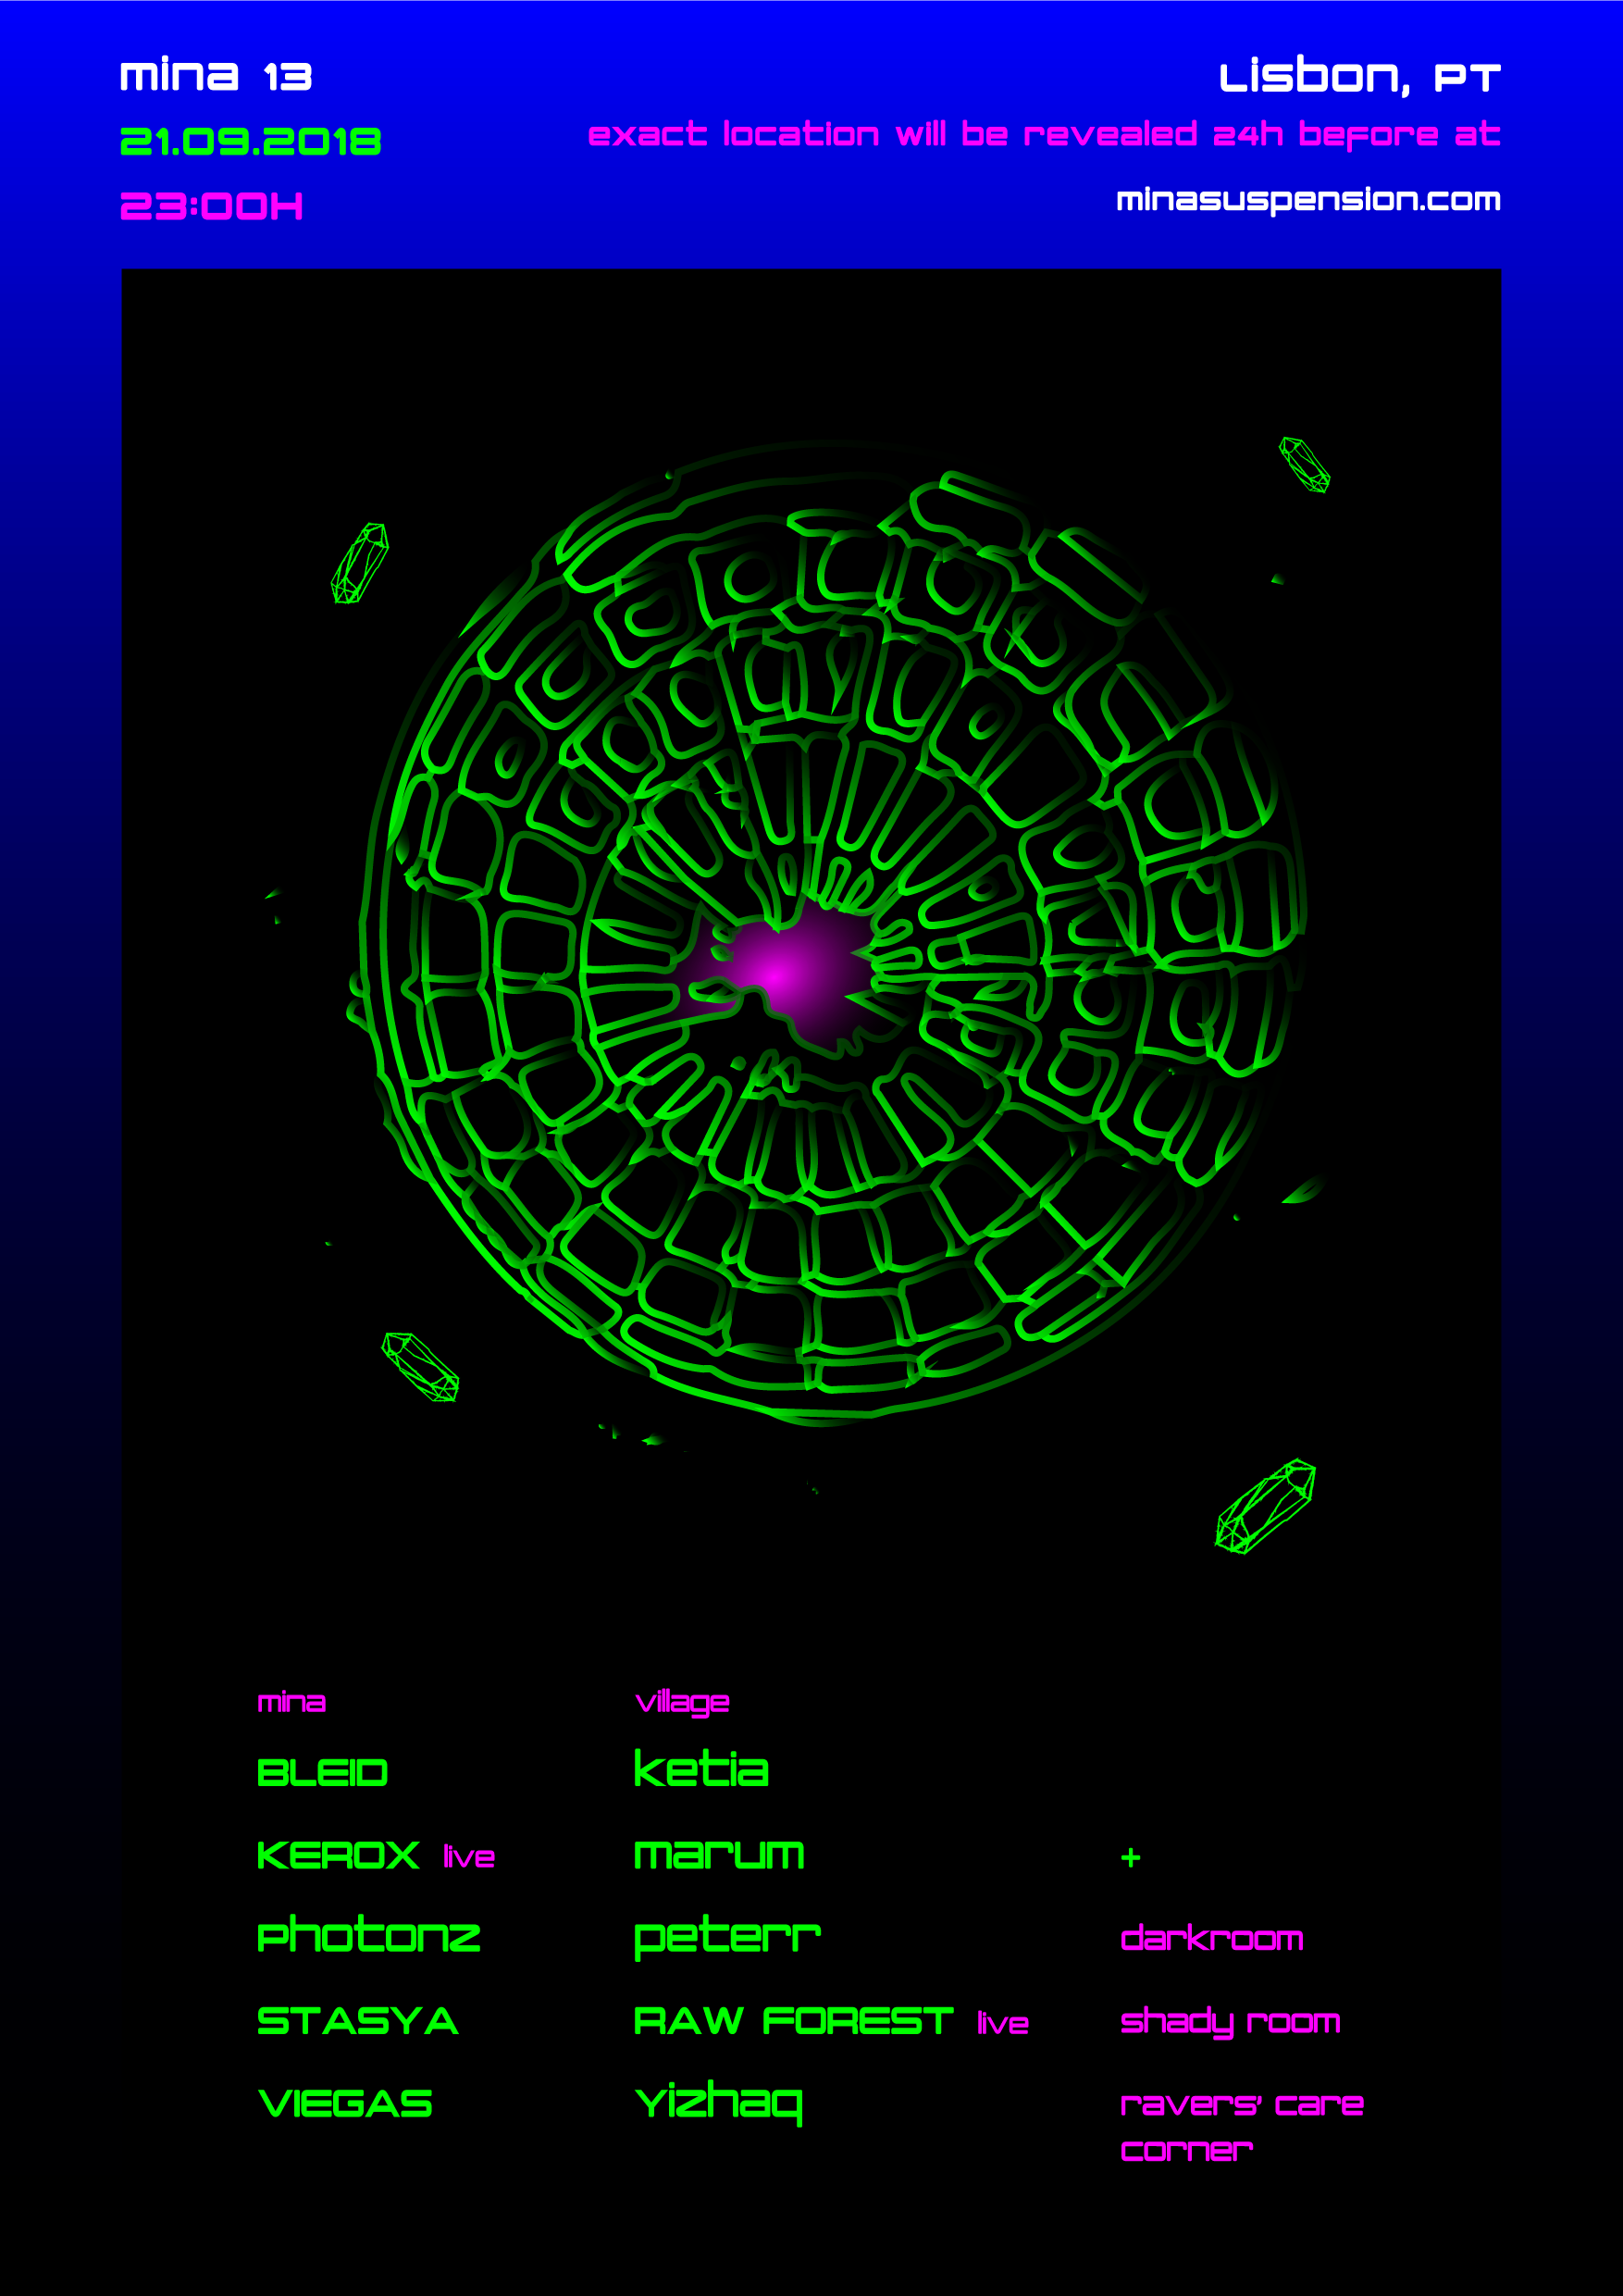 mina 13
21.09.2018
23:00H
Lisbon, PT
exact location will be revealed 24h before at
minasuspension.com
mina
BLEID
KEROX live
photonz
STASYA
VIEGAS
village
ketia
marum
peterr
RAW FOREST live
Yizhaq
+
darkroom
shady room
ravers' care
corner